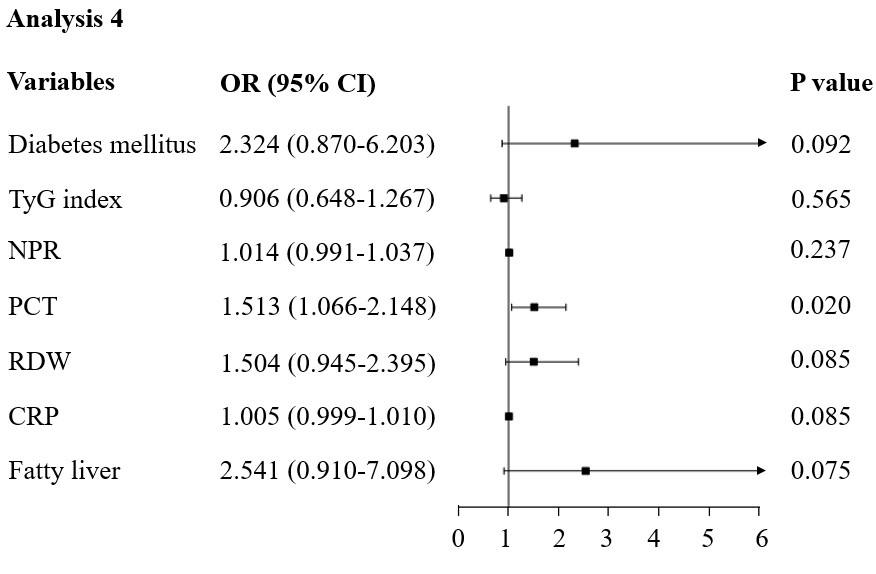 Analysis 4
Variables OR (95% CI) P value
Diabetes mellitus 2.324 (0.870-6.203) 0.092
TyG index 0.906 (0.648-1.267) 0.565
NPR 1.014 (0.991-1.037) 0.237
PCT 1.513 (1.066-2.148) 0.020
RDW 1.504 (0.945-2.395) 0.085
CRP 1.005 (0.999-1.010) 0.085
Fatty liver 2.541 (0.910-7.098) 0.075
0 1 2 3 4 5 6